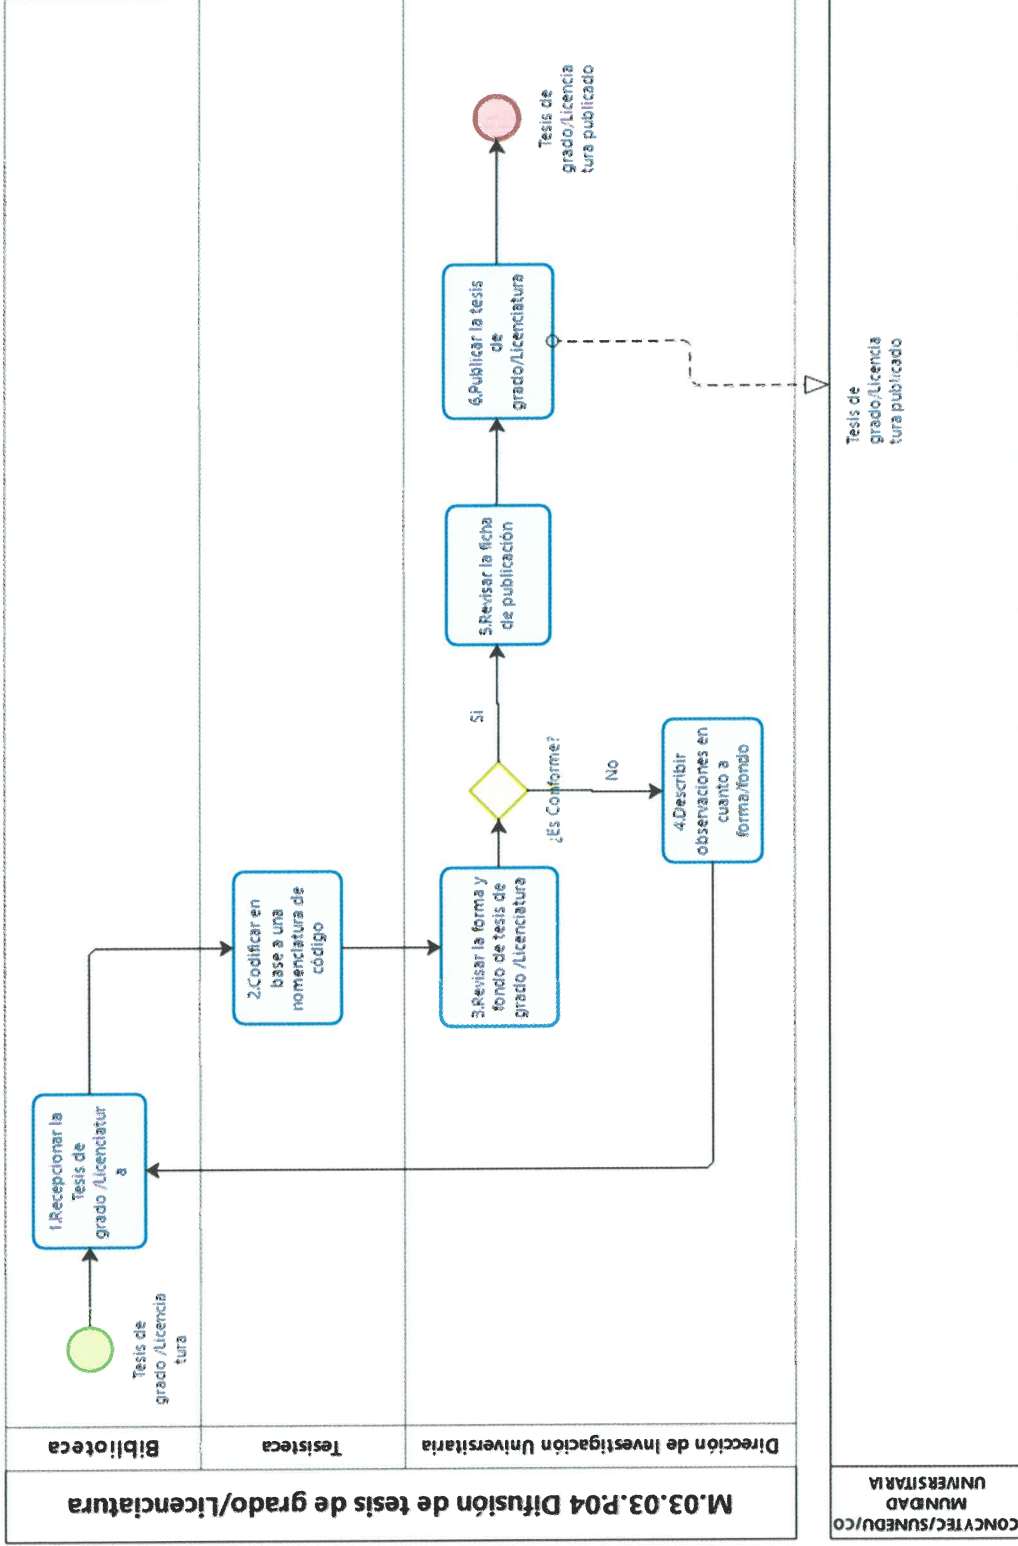 M.03.03.P.04 Difusión de tesis de grado/Licenciatura
Biblioteca
Tesis de
grado /Licencia
tura
1.Recepcionar la
Tesis de
grado /Licenciatur
a
Tesisteca
2.Codificar en
base a una
nomenclatura de
código
Dirección de Investigación Universitaria
3.Revisar la forma y
fondo de tesis de
grado /Licenciatura
¿Es Conforme?
Si
No
4.Describir
observaciones en
cuanto a
forma/fondo
5.Revisar la ficha
de publicación
6.Publicar la tesis
de
grado/Licenciatura
Tesis de
grado/Licencia
tura publicado
CONCYTEC/SUNEDU/CO
MUNIDAD
UNIVERSITARIA
Tesis de
grado/Licencia
tura publicado